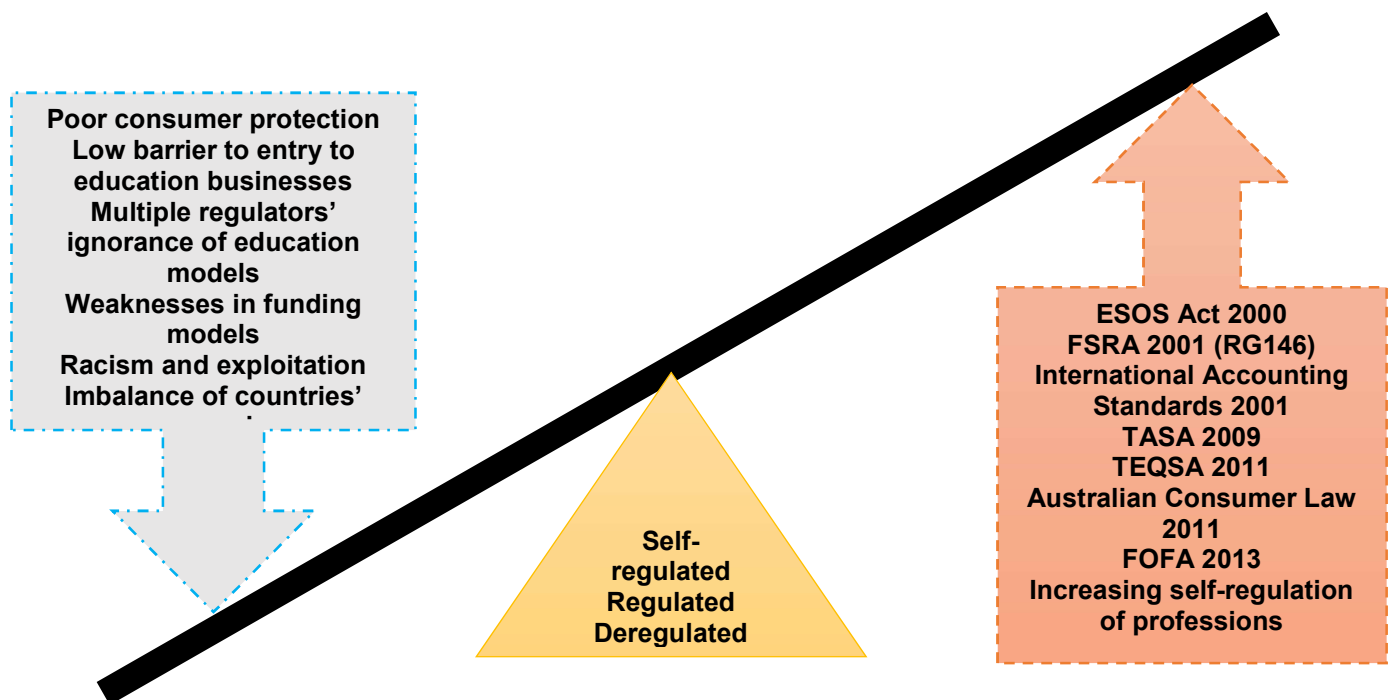 Poor consumer protection
Low barrier to entry to
education businesses
Multiple regulators’
ignorance of education
models
Weaknesses in funding
models
Racism and exploitation
Imbalance of countries’
Self-
regulated
Regulated
Deregulated
ESOS Act 2000
FSRA 2001 (RG146)
International Accounting
Standards 2001
TASA 2009
TEQSA 2011
Australian Consumer Law
2011
FOFA 2013
Increasing self-regulation
of professions